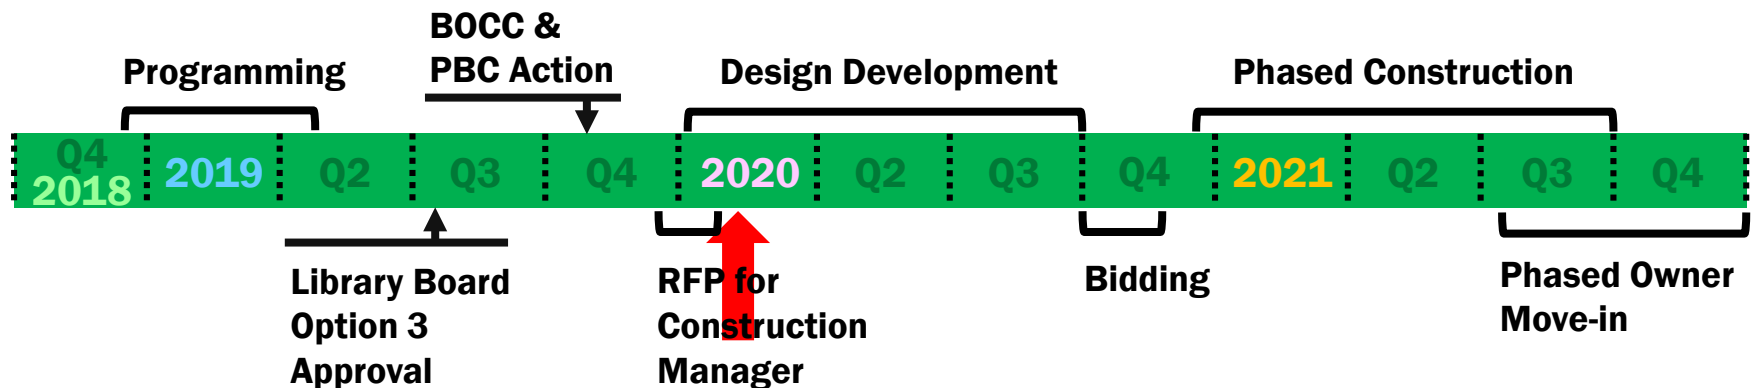 BOCC &
PBC Action
Programming
Design Development
Phased Construction
Q4
2018
2019
Q2
Q3
Q4
2020
Q2
Q3
Q4
2021
Q2
Q3
Q4
Library Board
Option 3
Approval
RFP for
Construction
Manager
Bidding
Phased Owner
Move-in